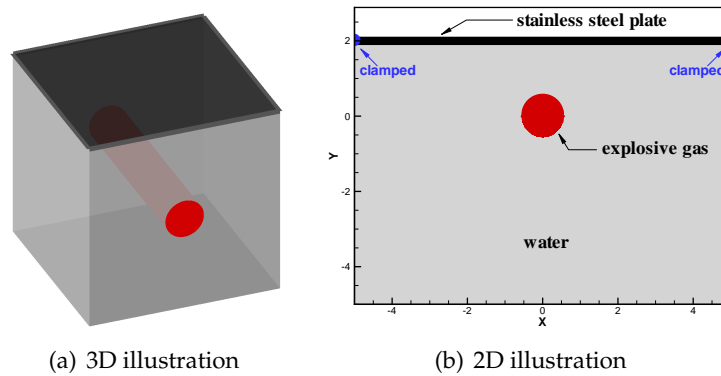 stainless steel plate
2
clamped
clamped
0
Y
explosive gas
-2
water
-4
-4
-2
0
2
4
X
(a) 3D illustration
(b) 2D illustration